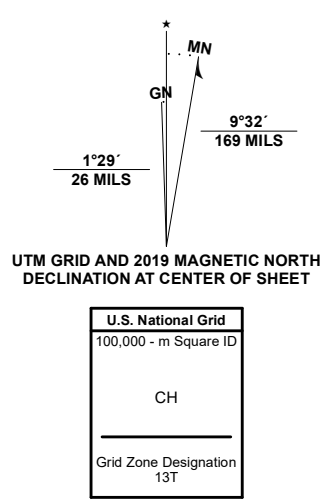 ★
MN
GN
9°32´
169 MILS
1°29´
26 MILS
UTM GRID AND 2019 MAGNETIC NORTH
DECLINATION AT CENTER OF SHEET
U.S. National Grid
100,000 - m Square ID
CH
Grid Zone Designation
13T